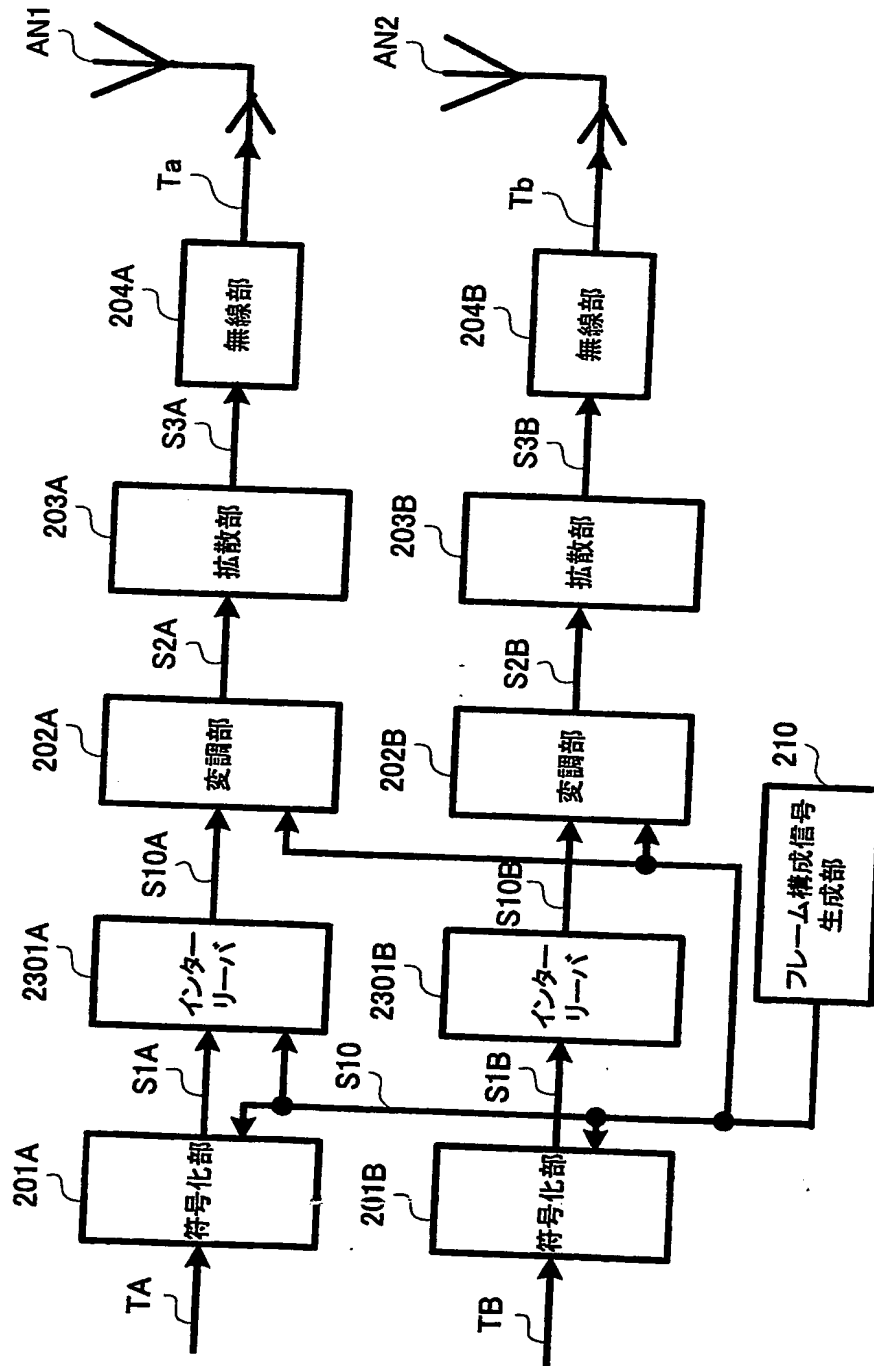 TA
201A
符号化部
S1A
2301A
インター
リーバ
S10A
202A
変調部
S2A
203A
拡散部
S3A
204A
無線部
Ta
AN1
S10
TB
201B
符号化部
S1B
2301B
インター
リーバ
S10B
202B
変調部
S2B
203B
拡散部
S3B
204B
無線部
Tb
AN2
210
フレーム構成信号
生成部